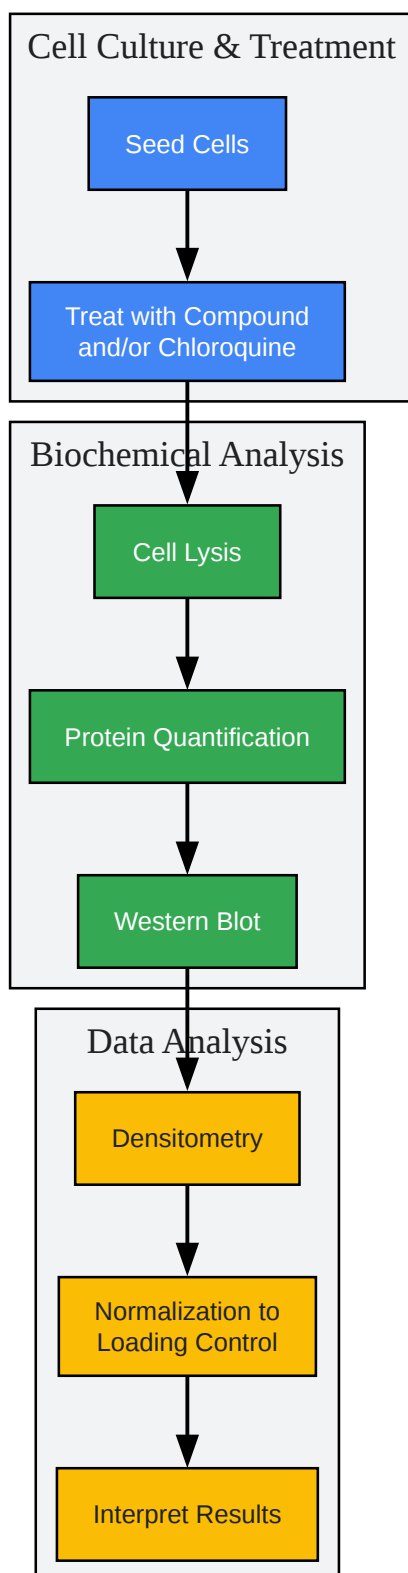 Cell Culture & Treatment
Seed Cells
Treat with Compound
and/or Chloroquine
Biochemical Analysis
Cell Lysis
Protein Quantification
Western Blot
Data Analysis
Densitometry
Normalization to
Loading Control
Interpret Results